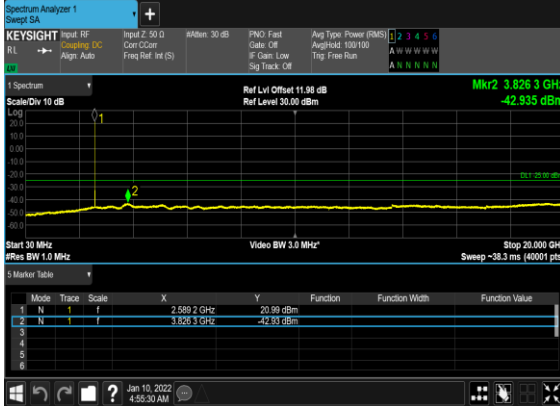 Spectrum Analyzer 1
Swept SA
+
KEYSIGHT Input: RF Input Z: 50 Ω #Atten: 30 dB PNO: Fast Avg Type: Power (RMS) 1 2 3 4 5 6
RL Coupling: DC Corr CCorr Gate: Off Avg|Hold: 100/100 A W W W W W
Align: Auto Freq Ref: Int (S) IF Gain: Low Trig: Free Run
Sig Track: Off A N N N N N
1 Spectrum Ref Lvl Offset 11.98 dB Mkr2 3.826 3 GHz
Scale/Div 10 dB Ref Level 30.00 dBm -42.935 dBm
Log
20.0
10.0
0.00
-10.0
-20.0
-30.0
-40.0
-50.0
-60.0
1
2
DL1 -25.00 dBm
Start 30 MHz Video BW 3.0 MHz* Stop 20.000 GH
#Res BW 1.0 MHz Sweep ~38.3 ms (40001 pts
5 Marker Table
Mode Trace Scale X Y Function Function Width Function Value
1 N 1 f 2.589 2 GHz 20.99 dBm
2 N 1 f 3.826 3 GHz -42.93 dBm
3
4
5
6
? Jan 10, 2022
4:55:30 AM